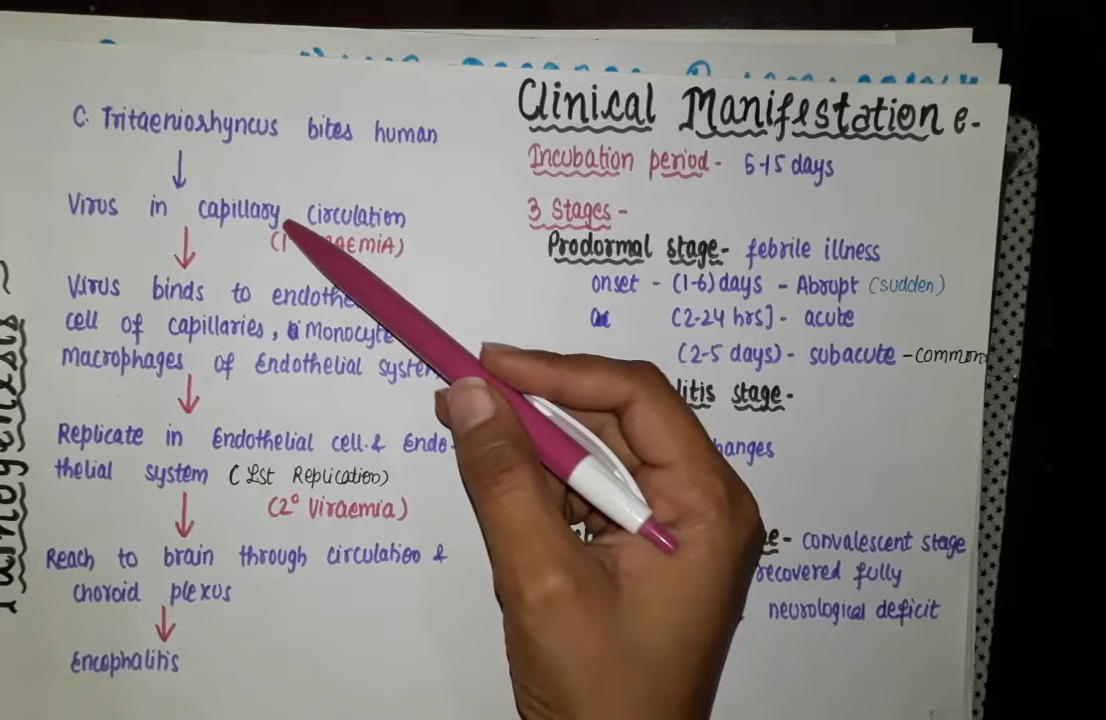 C. Tritaeniorhyncus bites human
Virus in capillary circulation
Virus binds to
cell of capillaries, Monocyte
macrophages of Endothelial system
Replicate in Endothelial cell & Endo-
thelial system (1st Replication)
(2° Viraemia)
Reach to brain through circulation &
choroid plexus
Encephalitis
Clinical Manifestation e-
Incubation period - 5-15 days
3 Stages -
Prodormal stage - febrile illness
onset - (1-6) days - Abrupt (sudden)
(2-24 hrs] - acute
(2-5 days) - subacute - common
stage -
convalescent stage
recovered fully
neurological deficit